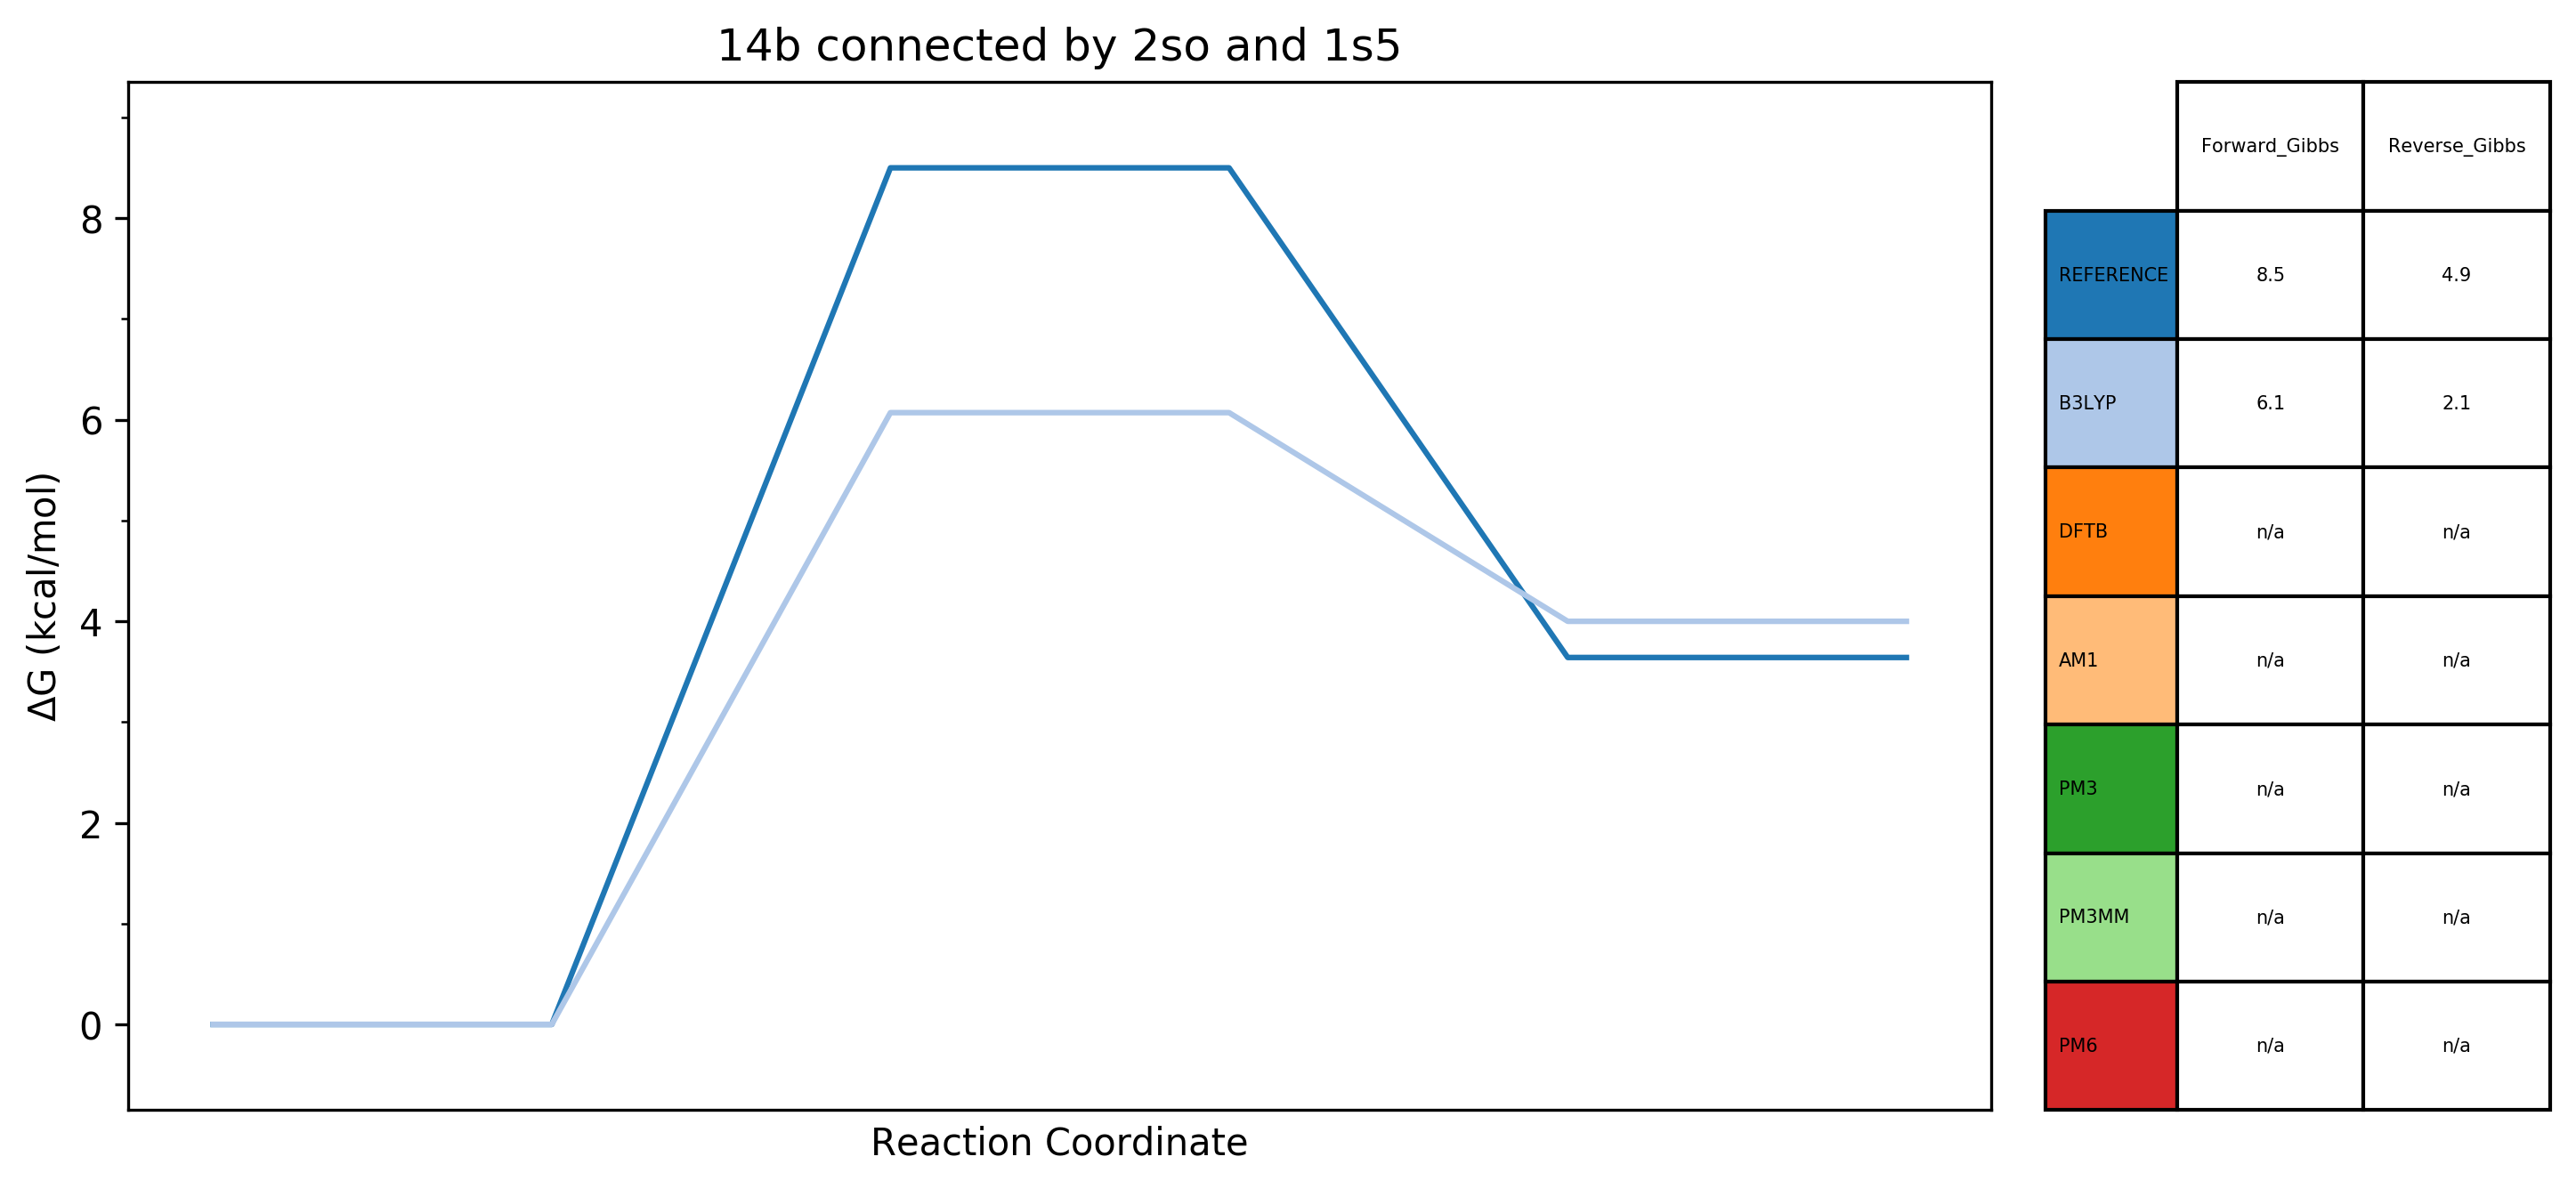 14b connected by 2so and 1s5
ΔG (kcal/mol)
8
6
4
2
0
Reaction Coordinate
Forward_Gibbs Reverse_Gibbs
REFERENCE 8.5 4.9
B3LYP 6.1 2.1
DFTB n/a n/a
AM1 n/a n/a
PM3 n/a n/a
PM3MM n/a n/a
PM6 n/a n/a